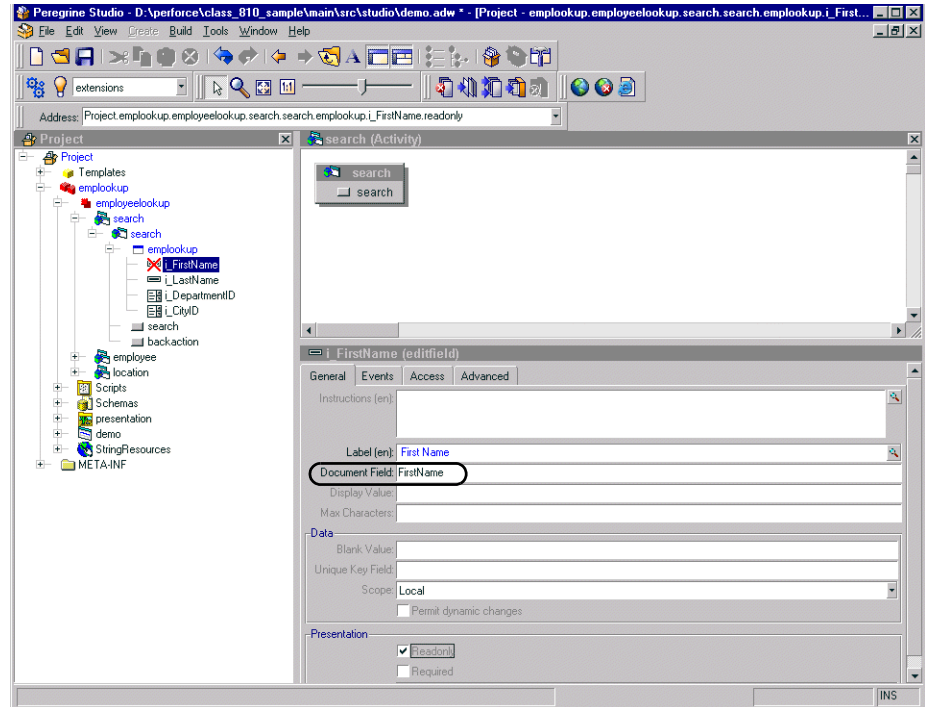 Peregrine Studio - D:\perforce\class_810_sample\main\src\studio\demo.adw * - [Project - emplookup.employeelookup.search.search.emplookup.i_First...
File Edit View Create Build Tools Window Help
extensions
Address: Project.emplookup.employeelookup.search.search.emplookup.i_FirstName.readonly
Project
search (Activity)
Project
Templates
emplookup
employeelookup
search
search
emplookup
i_FirstName
i_LastName
i_DepartmentID
i_CityID
search
backaction
employee
location
Scripts
Schemas
presentation
demo
StringResources
META-INF
search
search
i_FirstName (editfield)
General Events Access Advanced
Instructions (en):
Label (en): First Name
Document Field: FirstName
Display Value:
Max Characters:
Data
Blank Value:
Unique Key Field:
Scope: Local
Permit dynamic changes
Presentation
Readonly
Required
INS